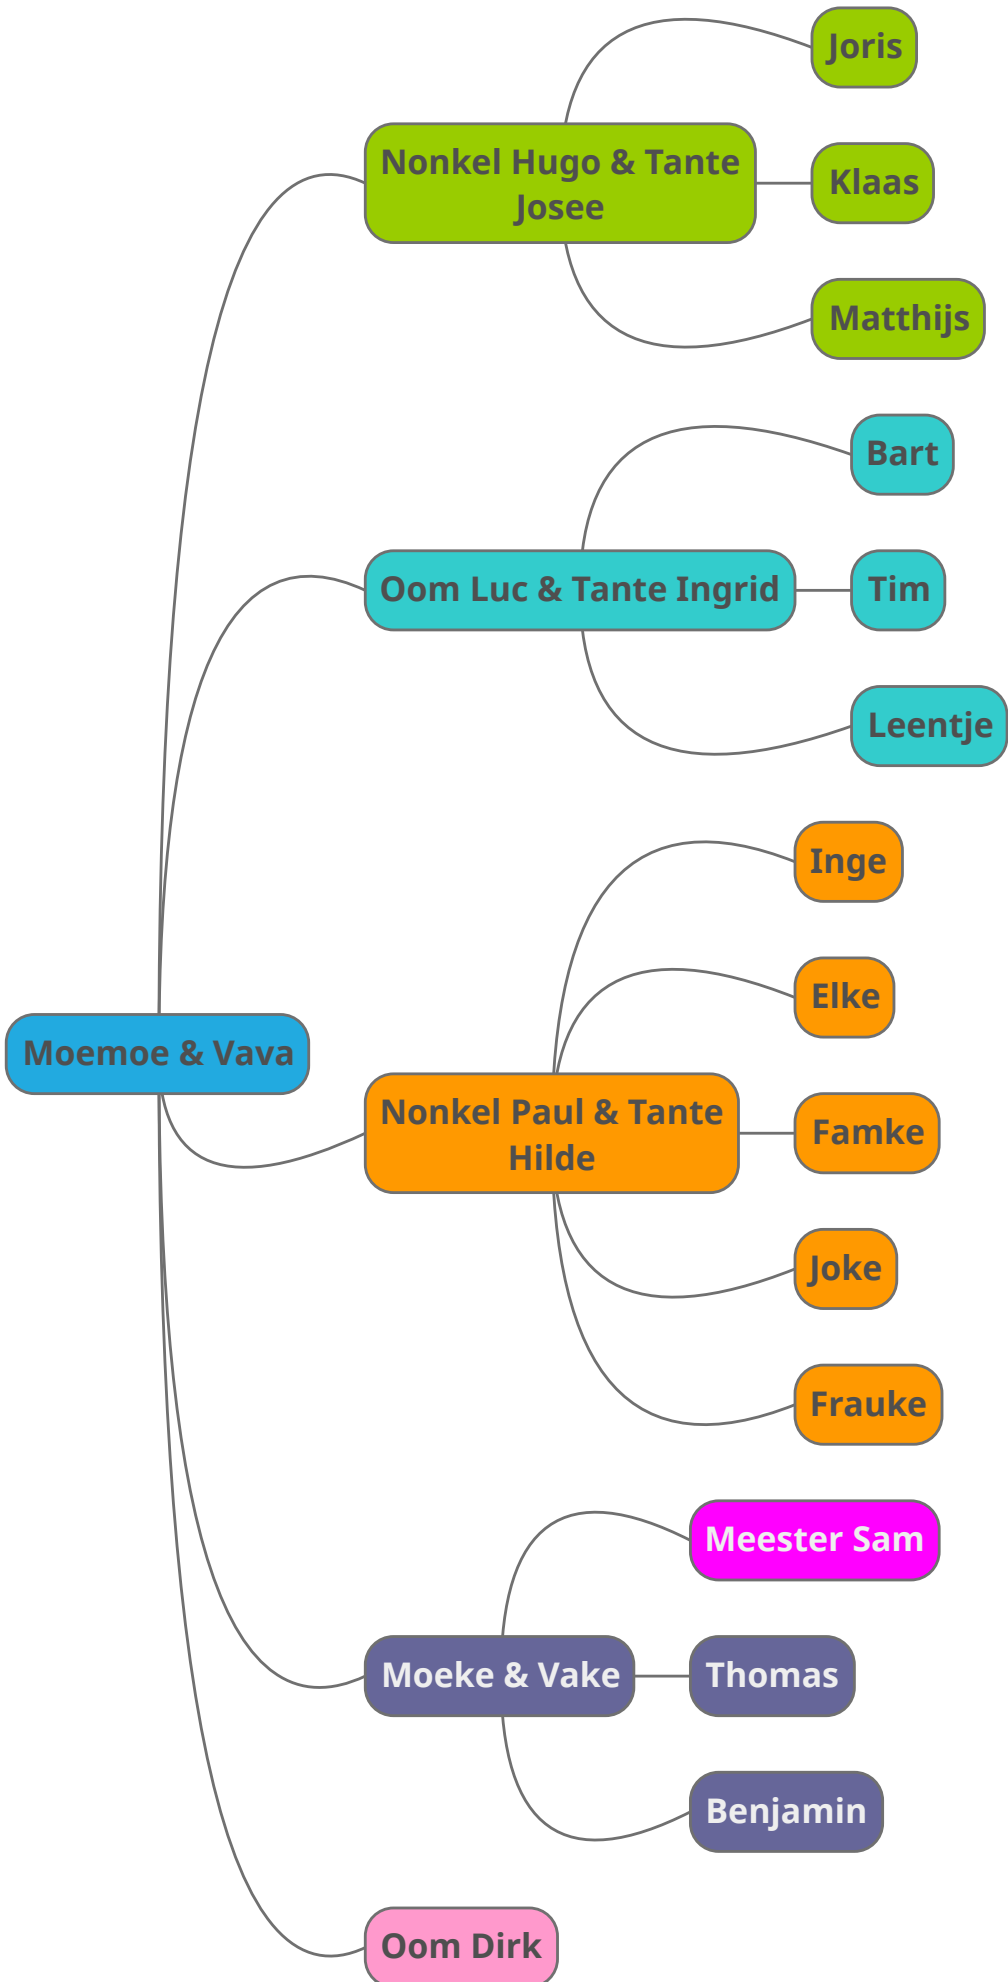 Joris
Nonkel Hugo & Tante
Josee
Klaas
Matthijs
Bart
Oom Luc & Tante Ingrid
Tim
Leentje
Inge
Elke
Moemoe & Vava
Nonkel Paul & Tante
Hilde
Famke
Joke
Frauke
Meester Sam
Moeke & Vake
Thomas
Benjamin
Oom Dirk